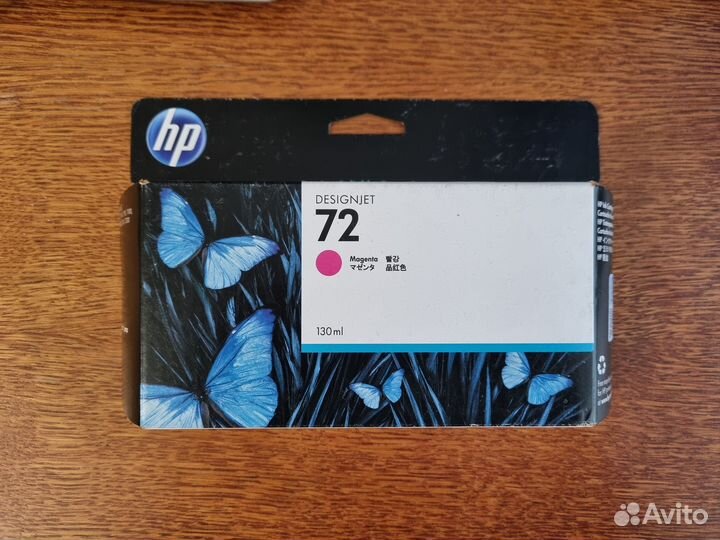 hp
DESIGNJET
72
Magenta 빨강
マゼンタ 品紅色
130 ml
Avito